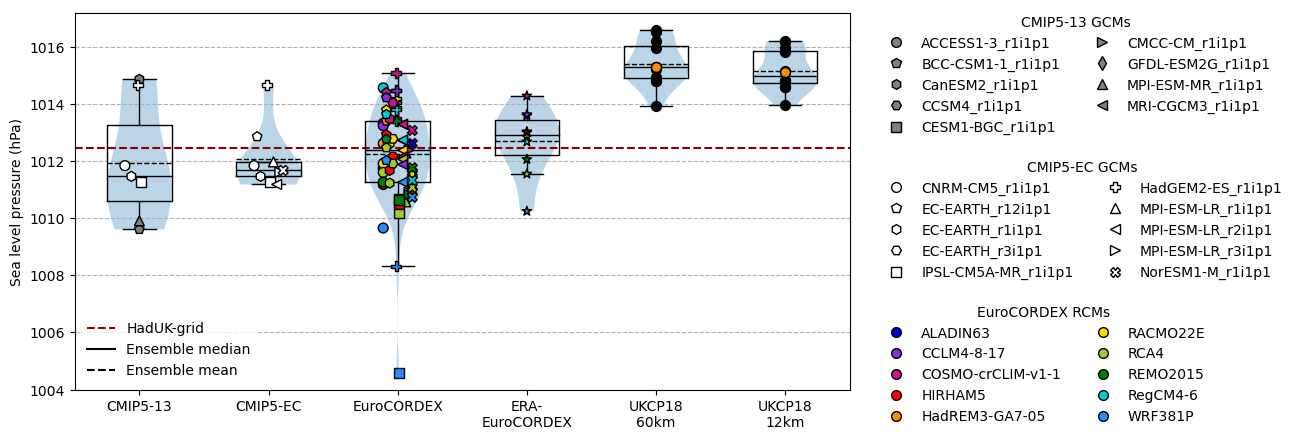 Sea level pressure (hPa)
1016
1014
1012
1010
1008
1006
1004
HadUK-grid
Ensemble median
Ensemble mean
CMIP5-13
CMIP5-EC
EuroCORDEX
ERA-
EuroCORDEX
UKCP18
60km
UKCP18
12km
CMIP5-13 GCMs
ACCESS1-3_r1i1p1
BCC-CSM1-1_r1i1p1
CanESM2_r1i1p1
CCSM4_r1i1p1
CESM1-BGC_r1i1p1
CMCC-CM_r1i1p1
GFDL-ESM2G_r1i1p1
MPI-ESM-MR_r1i1p1
MRI-CGCM3_r1i1p1
CMIP5-EC GCMs
CNRM-CM5_r1i1p1
EC-EARTH_r12i1p1
EC-EARTH_r1i1p1
EC-EARTH_r3i1p1
IPSL-CM5A-MR_r1i1p1
HadGEM2-ES_r1i1p1
MPI-ESM-LR_r1i1p1
MPI-ESM-LR_r2i1p1
MPI-ESM-LR_r3i1p1
NorESM1-M_r1i1p1
EuroCORDEX RCMs
ALADIN63
CCLM4-8-17
COSMO-crCLIM-v1-1
HIRHAM5
HadREM3-GA7-05
RACMO22E
RCA4
REMO2015
RegCM4-6
WRF381P